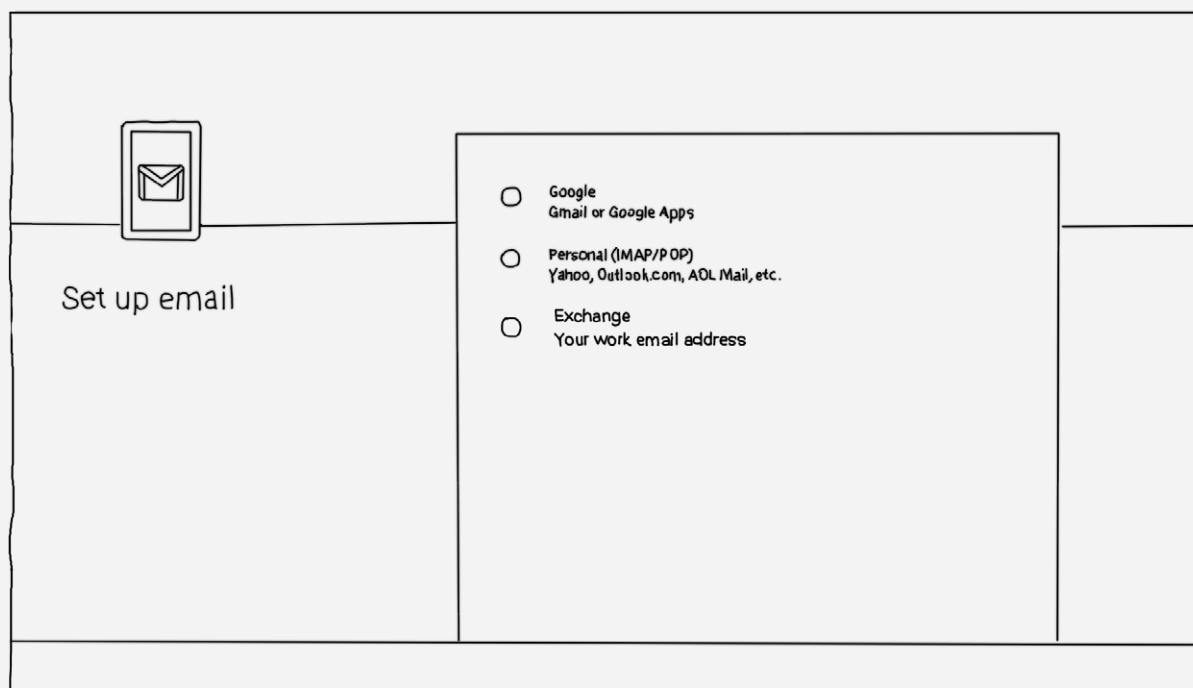 Set up email
Google
Gmail or Google Apps
Personal (IMAP/POP)
Yahoo, Outlook.com, AOL Mail, etc.
Exchange
Your work email address